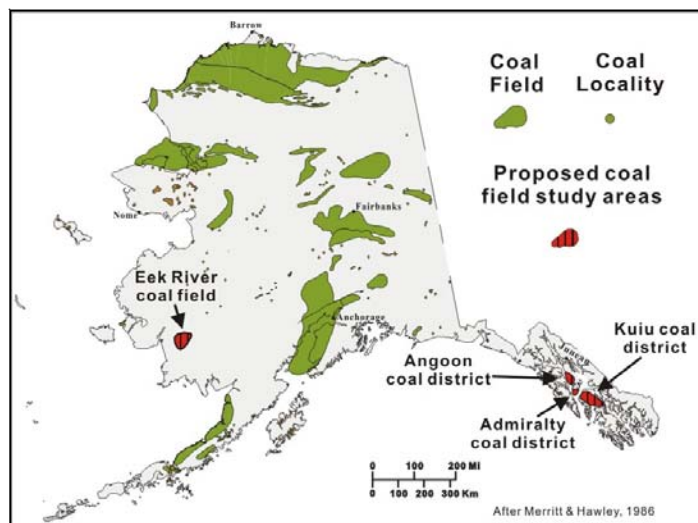 Barrow
Coal
Field
Coal
Locality
Proposed coal
field study areas
Nome
Fairbanks
Eek River
coal field
Anchorage
Juneau
Kuiu coal
district
Angoon
coal district
Admiralty
coal district
0 100 200 Mi
0 100 200 300 Km
After Merritt & Hawley, 1986